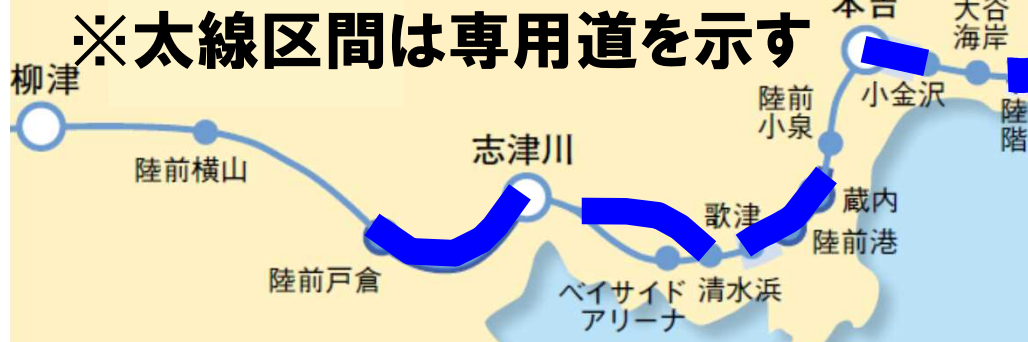 ※太線区間は専用道を示す
本吉
大谷
海岸
柳津
小金沢
陸前
小泉
陸
階
陸前横山
志津川
歌津
蔵内
陸前港
陸前戸倉
ベイサイド
アリーナ
清水浜